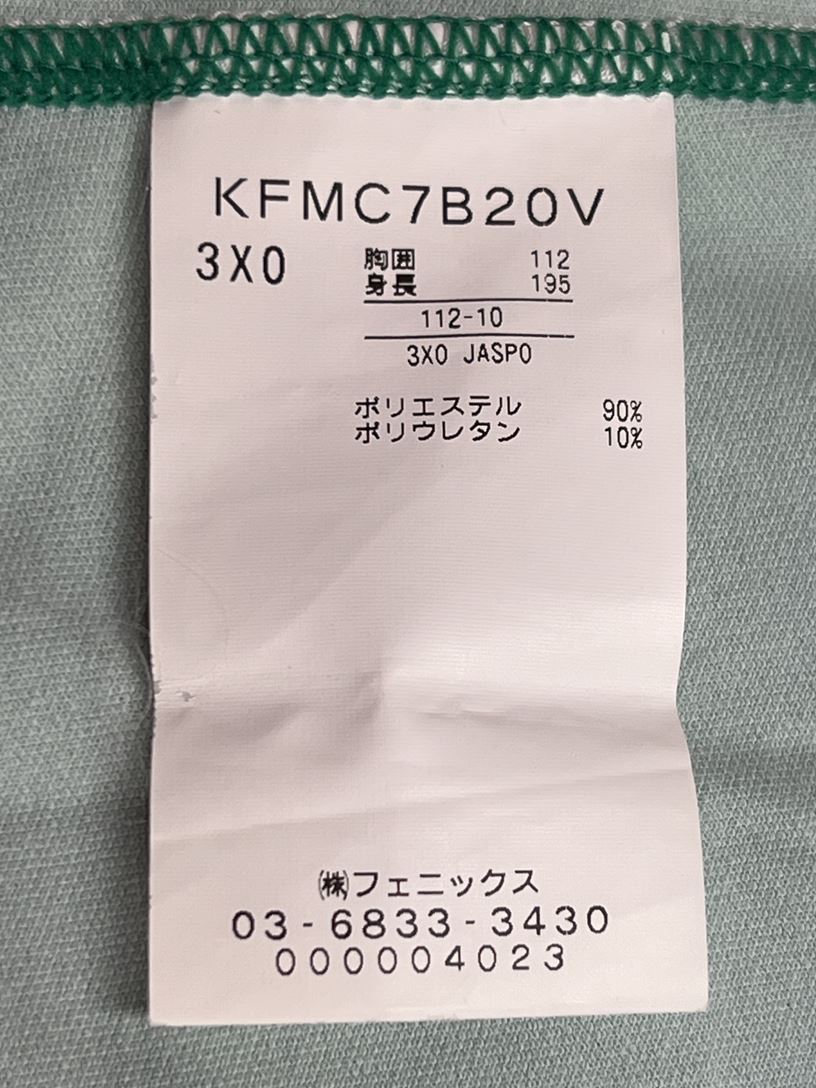 KFMC7B20V
3XO 胸囲 112
身長 195
112-10
3XO JASPO
ポリエステル 90%
ポリウレタン 10%
㈱フェニックス
03-6833-3430
000004023